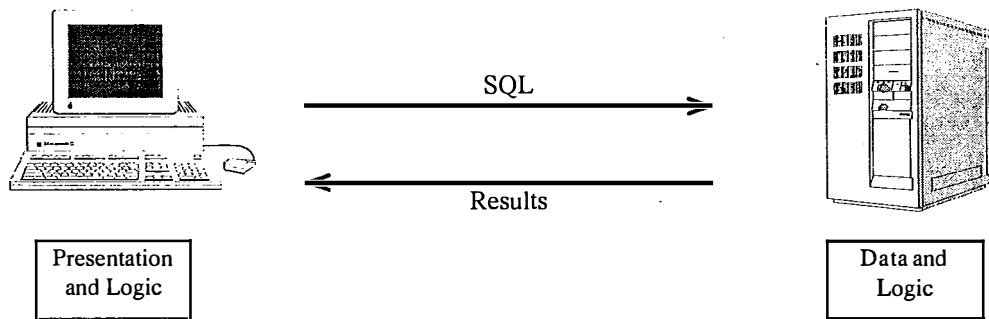 SQL
Results
Presentation
and Logic
Data and
Logic